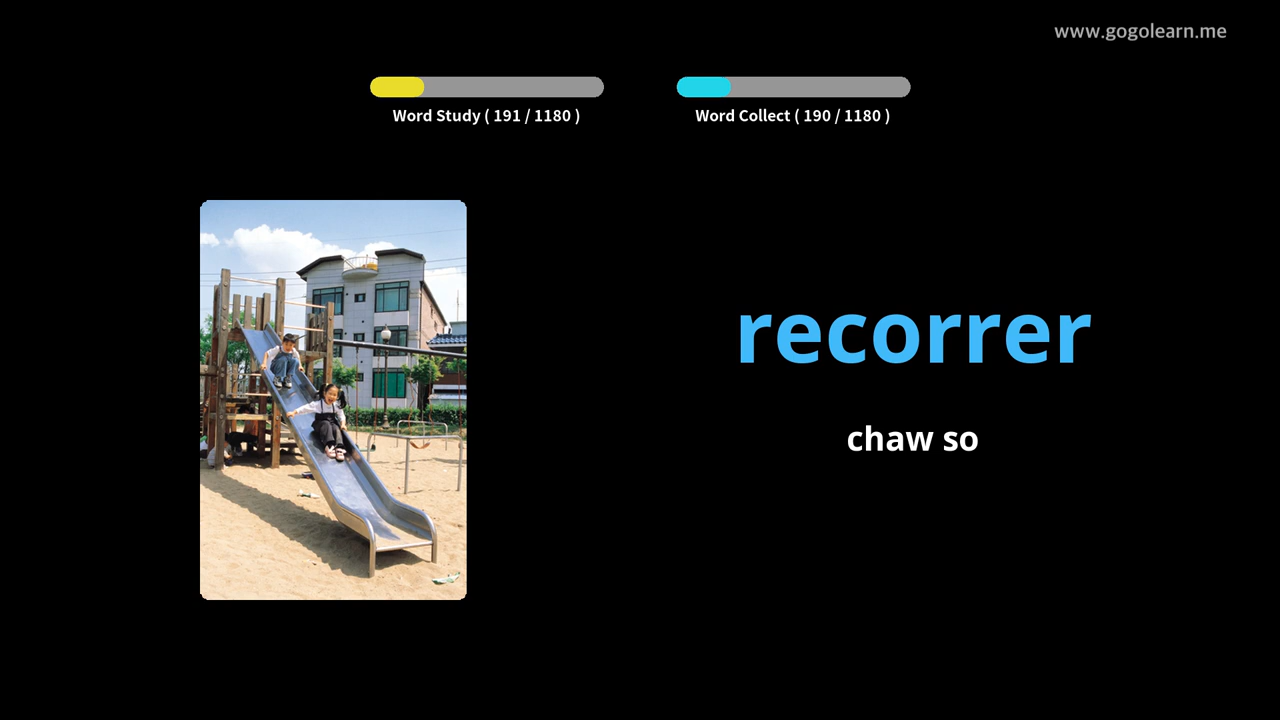 www.gogolearn.me
Word Study ( 191 / 1180 )
Word Collect ( 190 / 1180 )
recorrer
chaw so